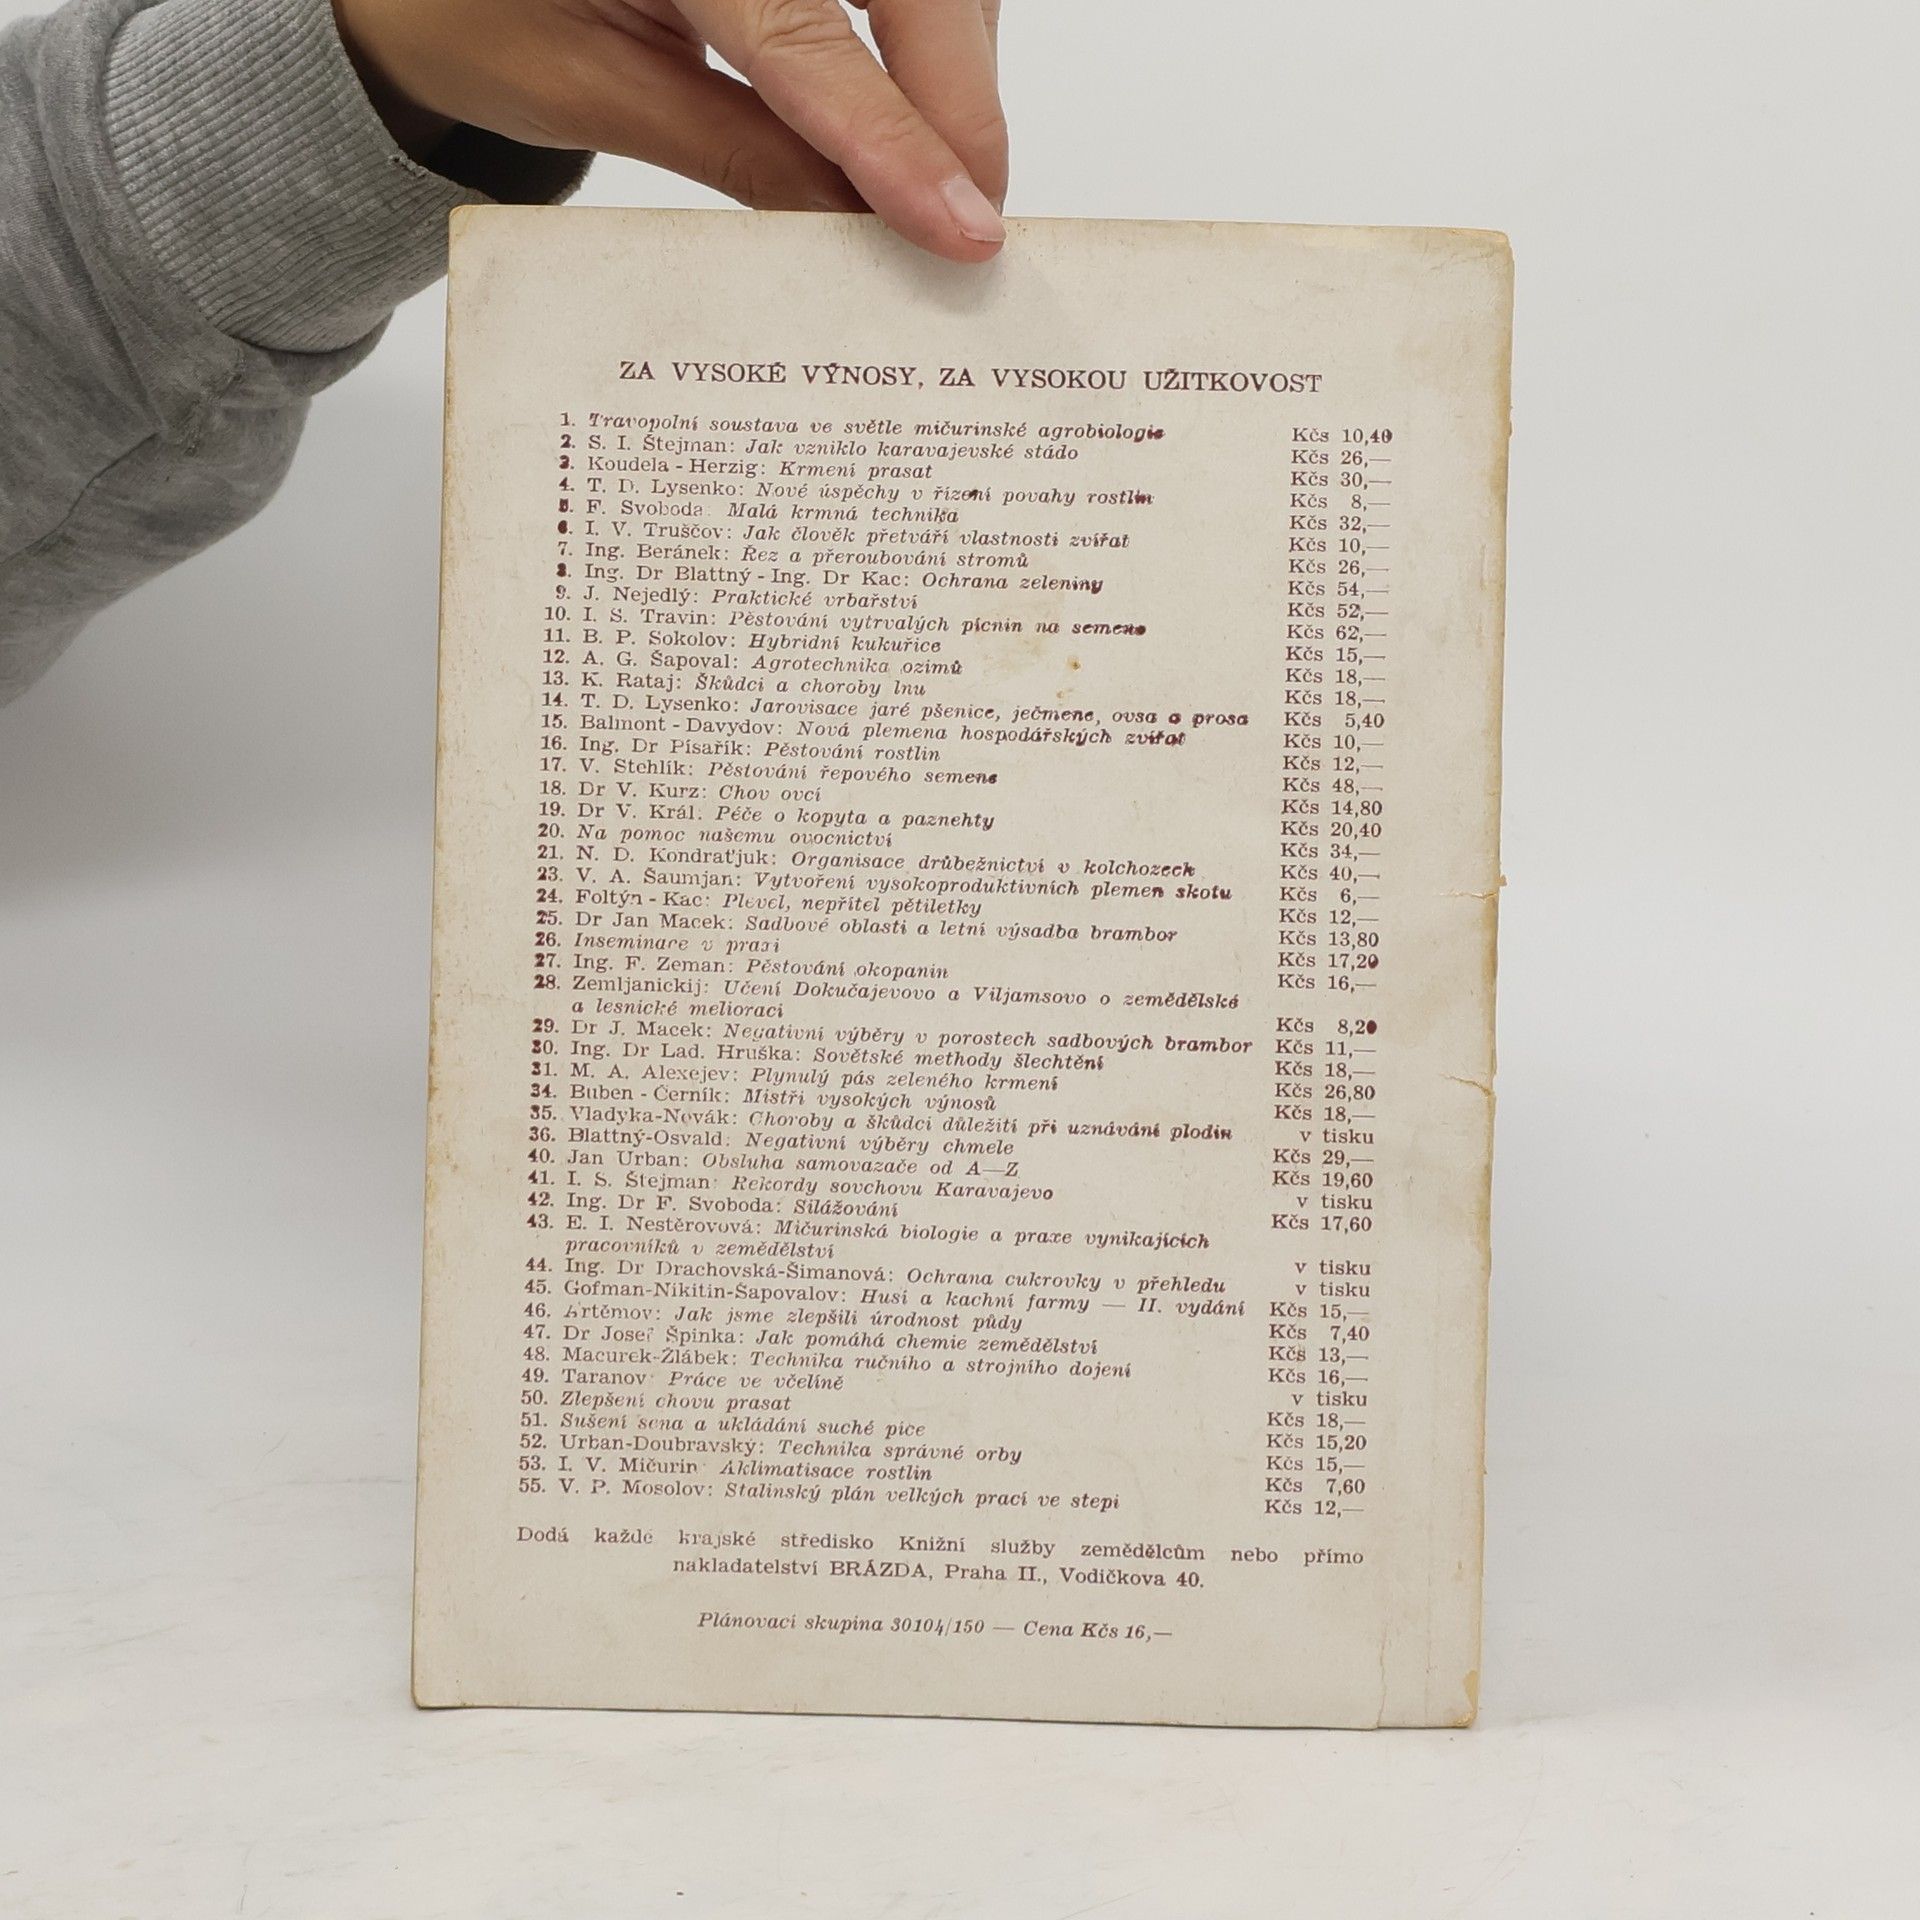 ZA VYSOKÉ VÝNOSY, ZA VYSOKOU UŽITKOVOST
1. Travopolní soustava ve světle mičurinské agrobiologie Kčs 10,40
2. S. I. Štejman: Jak vzniklo karavajevské stádo Kčs 26,—
3. Koudela - Herzig: Krmení prasat Kčs 30,—
4. T. D. Lysenko: Nové úspěchy v řízení povahy rostlin Kčs 8,—
5. F. Svoboda: Malá krmná technika Kčs 32,—
6. I. V. Truščov: Jak člověk přetváří vlastnosti zvířat Kčs 10,—
7. Ing. Beránek: Řez a přeroubování stromů Kčs 26,—
8. Ing. Dr Blattný - Ing. Dr Kac: Ochrana zeleniny Kčs 54,—
9. J. Nejedlý: Praktické vrbařství Kčs 52,—
10. I. S. Travin: Pěstování vytrvalých pícnin na semeno Kčs 62,—
11. B. P. Sokolov: Hybridní kukuřice Kčs 15,—
12. A. G. Šapoval: Agrotechnika ozimů Kčs 18,—
13. K. Rataj: Škůdci a choroby lnu Kčs 18,—
14. T. D. Lysenko: Jarovisace jaré pšenice, ječmene, ovsa a prosa Kčs 5,40
15. Balmont - Davydov: Nová plemena hospodářských zvířat Kčs 10,—
16. Ing. Dr Písařík: Pěstování rostlin Kčs 12,—
17. V. Stehlík: Pěstování řepového semene Kčs 48,—
18. Dr V. Kurz: Chov ovcí Kčs 14,80
19. Dr V. Král: Péče o kopyta a paznehty Kčs 20,40
20. Na pomoc našemu ovocnictví Kčs 34,—
21. N. D. Kondraťjuk: Organisace drůbežnictví v kolchozech Kčs 40,—
23. V. A. Šaumjan: Vytvoření vysokoproduktivních plemen skotu Kčs 6,—
24. Foltýn - Kac: Plevel, nepřítel pětiletky Kčs 12,—
25. Dr Jan Macek: Sadbové oblasti a letní výsadba brambor Kčs 13,80
26. Inseminace v praxi Kčs 17,20
27. Ing. F. Zeman: Pěstování okopanin Kčs 16,—
28. Zemljanickij: Učení Dokučajevovo a Viljamsovo o zemědělské
a lesnické melioraci Kčs 8,20
29. Dr J. Macek: Negativní výběry v porostech sadbových brambor Kčs 11,—
30. Ing. Dr Lad. Hruška: Sovětské methody šlechtění Kčs 18,—
31. M. A. Alexejev: Plynulý pás zeleného krmení Kčs 26,80
34. Buben - Černík: Mistři vysokých výnosů Kčs 18,—
35. Vladyka-Novák: Choroby a škůdci důležití při uznávání plodin v tisku
36. Blattný-Osvald: Negativní výběry chmele Kčs 29,—
40. Jan Urban: Obsluha samovazače od A—Z Kčs 19,60
41. I. S. Štejman: Rekordy sovchovu Karavajevo v tisku
42. Ing. Dr F. Svoboda: Silážování Kčs 17,60
43. E. I. Nestěrovová: Mičurinská biologie a praxe vynikajících
pracovníků v zemědělství v tisku
44. Ing. Dr Drachovská-Šimanová: Ochrana cukrovky v přehledu v tisku
45. Gofman-Nikitin-Šapovalov: Husí a kachní farmy — II. vydání Kčs 15,—
46. Artěmov: Jak jsme zlepšili úrodnost půdy Kčs 7,40
47. Dr Josef Špinka: Jak pomáhá chemie zemědělství Kčs 13,—
48. Macurek-Žlábek: Technika ručního a strojního dojení Kčs 16,—
49. Taranov: Práce ve včelíně v tisku
50. Zlepšení chovu prasat Kčs 18,—
51. Sušení sena a ukládání suché píce Kčs 15,20
52. Urban-Doubravský: Technika správné orby Kčs 15,—
53. I. V. Mičurin: Aklimatisace rostlin Kčs 7,60
55. V. P. Mosolov: Stalinský plán velkých prací ve stepi Kčs 12,—
Dodá každé krajské středisko Knižní služby zemědělcům nebo přímo
nakladatelství BRÁZDA, Praha II., Vodičkova 40.
Plánovací skupina 30104/150 — Cena Kčs 16,—